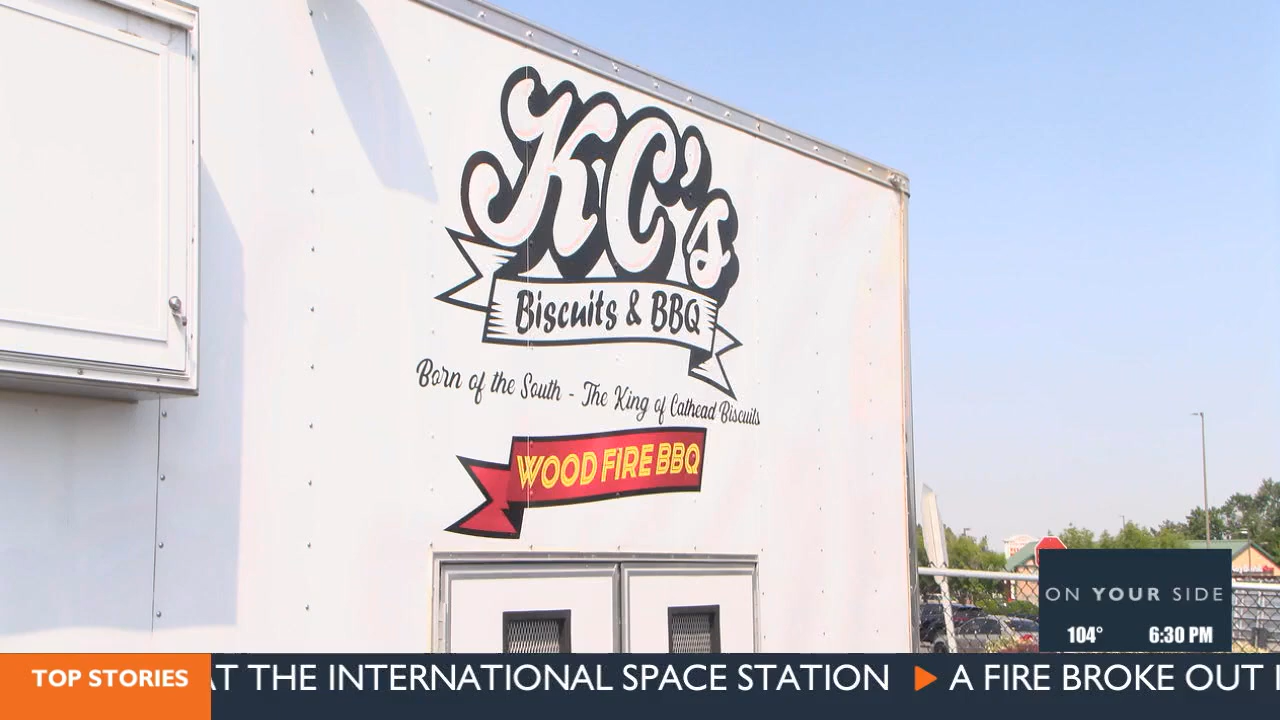 KC's
Biscuits & BBQ
Born of the South - The King of Cathead Biscuits
WOOD FIRE BBQ
ON YOUR SIDE
104° 6:30 PM
TOP STORIES
AT THE INTERNATIONAL SPACE STATION ▶ A FIRE BROKE OUT